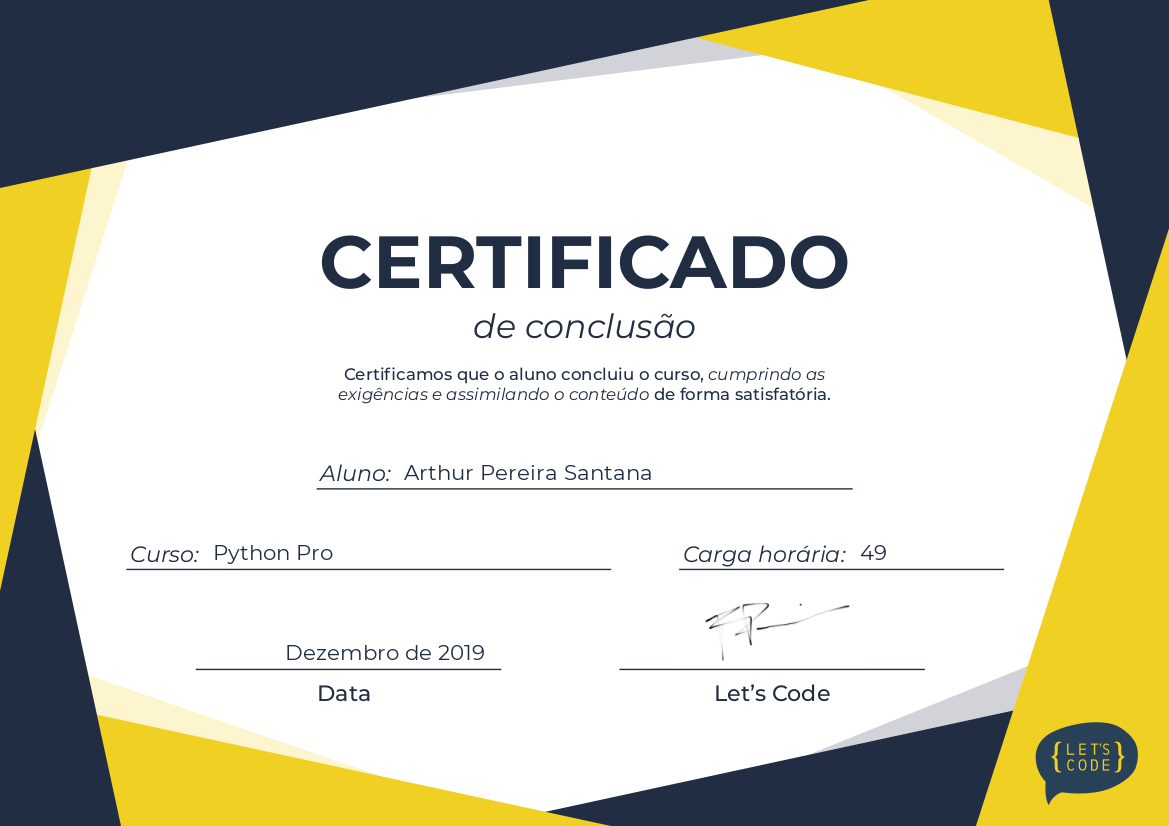 CERTIFICADO
de conclusão
Certificamos que o aluno concluiu o curso, cumprindo as
exigências e assimilando o conteúdo de forma satisfatória.
Aluno: Arthur Pereira Santana
Curso: Python Pro
Carga horária: 49
Dezembro de 2019
Data
Let’s Code
{LET'S
CODE}